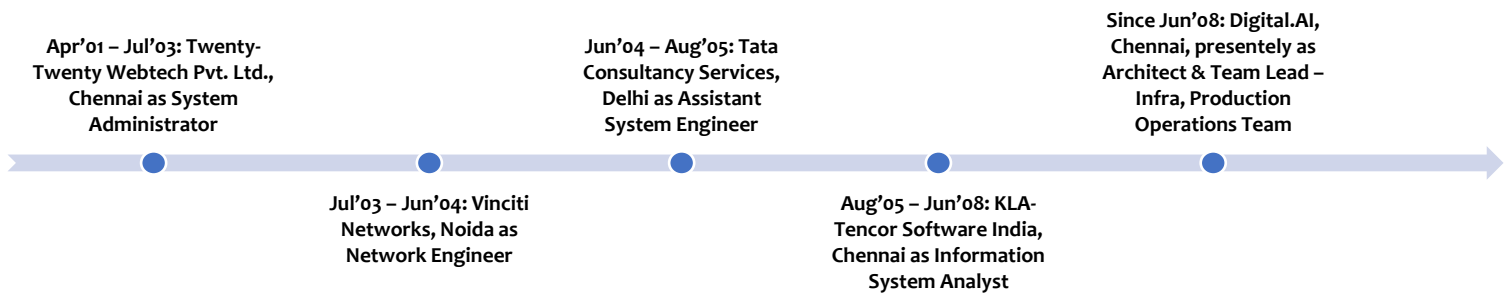 Apr’01 – Jul’03: Twenty-
Twenty Webtech Pvt. Ltd.,
Chennai as System
Administrator
Jul’03 – Jun’04: Vinciti
Networks, Noida as
Network Engineer
Jun’04 – Aug’05: Tata
Consultancy Services,
Delhi as Assistant
System Engineer
Aug’05 – Jun’08: KLA-
Tencor Software India,
Chennai as Information
System Analyst
Since Jun’08: Digital.AI,
Chennai, presentely as
Architect & Team Lead –
Infra, Production
Operations Team